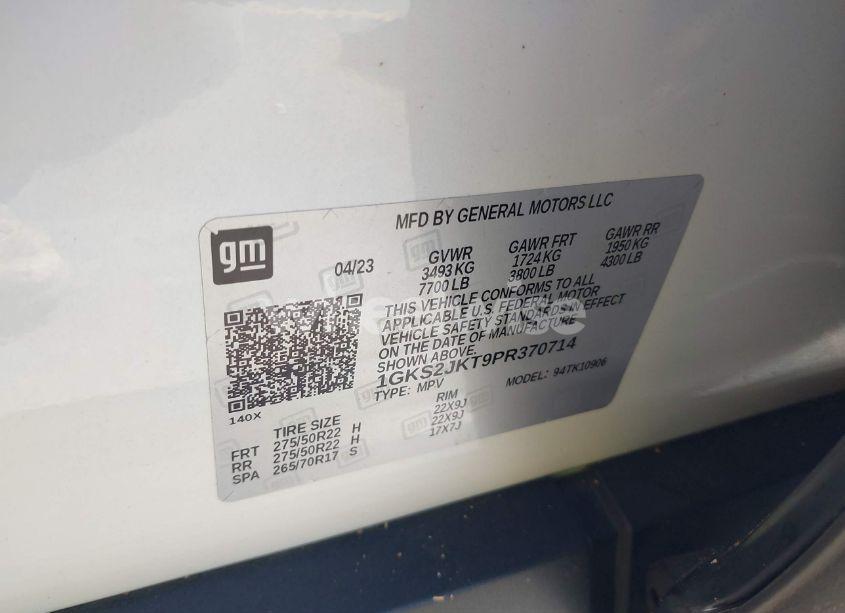 MFD BY GENERAL MOTORS LLC
gm
04/23
GVWR GAWR FRT GAWR RR
3493 KG 1724 KG 1950 KG
7700 LB 3800 LB 4300 LB
THIS VEHICLE CONFORMS TO ALL
APPLICABLE U.S. FEDERAL MOTOR
VEHICLE SAFETY STANDARDS IN EFFECT
ON THE DATE OF MANUFACTURE
SHOWN ABOVE.
1GKS2JKT9PR370714
TYPE: MPV MODEL: 94TK10906
140X
TIRE SIZE RIM
FRT 275/50R22 H 22X9J
RR 275/50R22 H 22X9J
SPA 265/70R17 S 17X7J